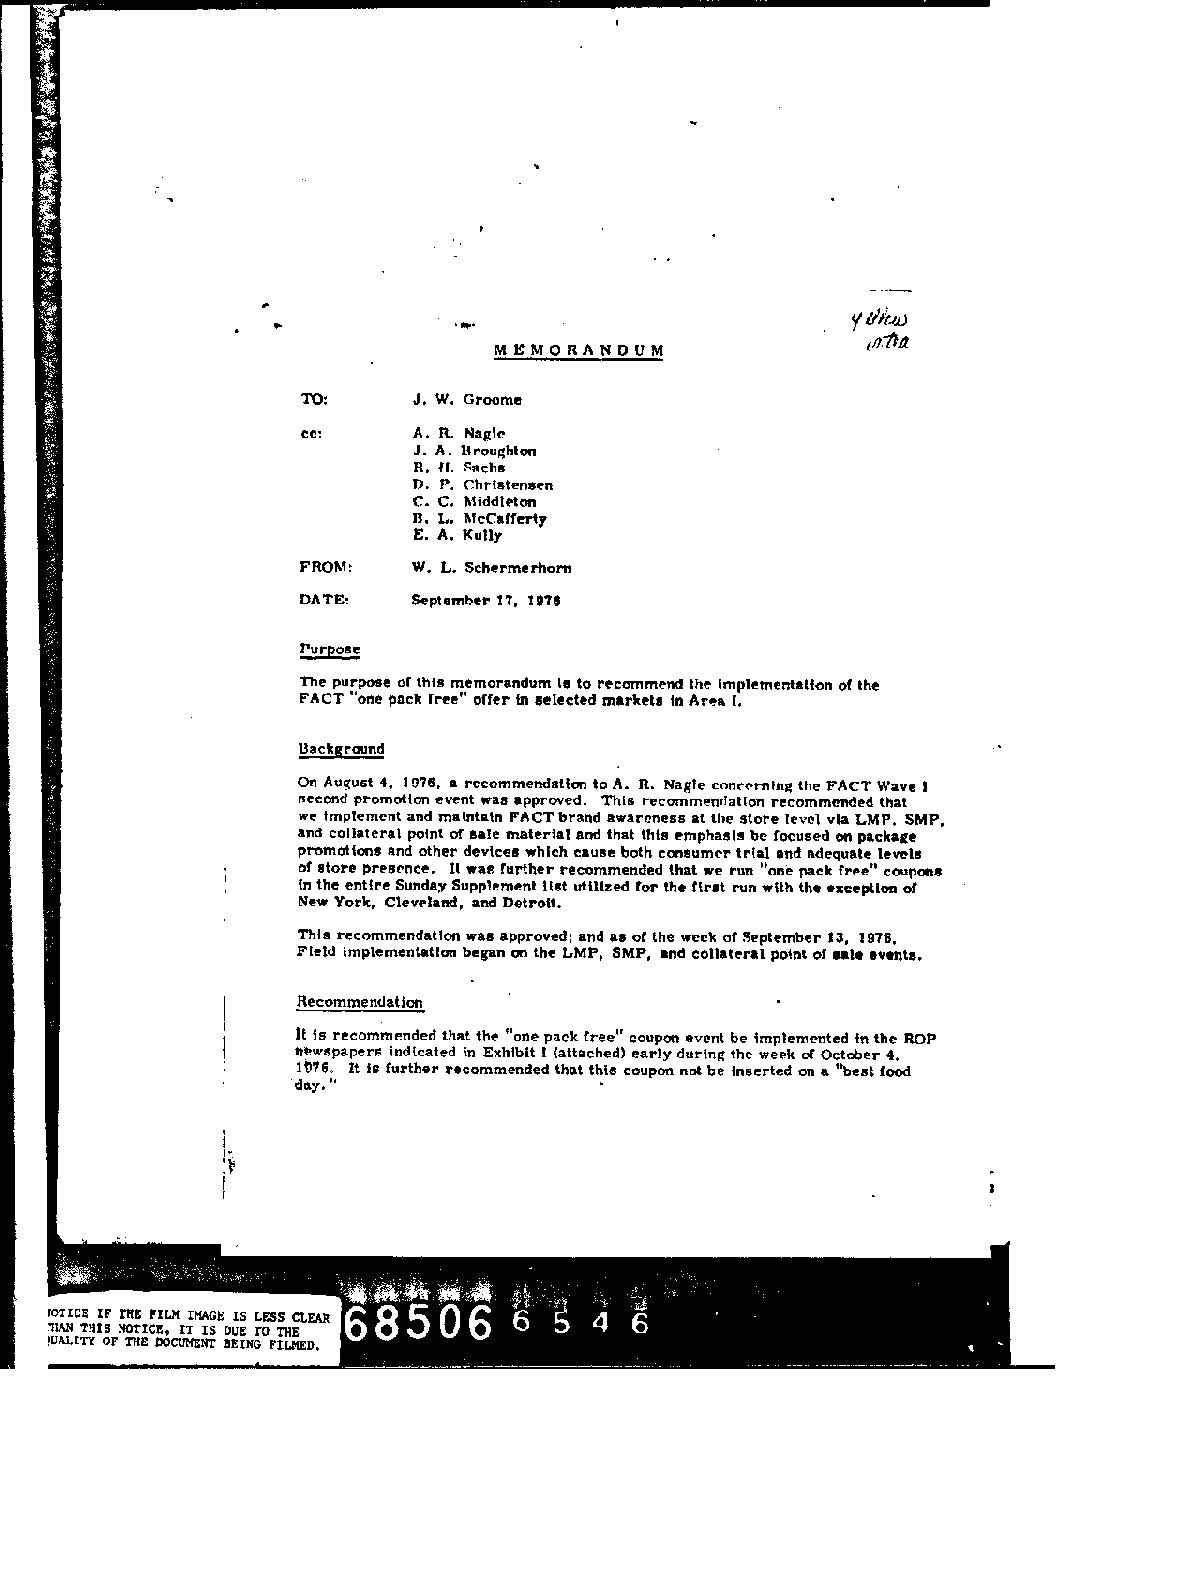 MEMORANDUM
TO: J. W. Groome
cc: A. R. Nagle
J. A. Broughton
R. H. Sachs
D. P. Christensen
C. C. Middleton
B. L. McCafferty
E. A. Kully
FROM: W. L. Schermerhorn
DATE: September 17, 1976
Purpose
The purpose of this memorandum is to recommend the implementation of the
FACT "one pack free" offer in selected markets in Area I.
Background
On August 4, 1976, a recommendation to A. R. Nagle concerning the FACT Wave I
second promotion event was approved. This recommendation recommended that
we implement and maintain FACT brand awareness at the store level via LMP, SMP,
and collateral point of sale material and that this emphasis be focused on package
promotions and other devices which cause both consumer trial and adequate levels
of store presence. It was further recommended that we run "one pack free" coupons
in the entire Sunday Supplement list utilized for the first run with the exception of
New York, Cleveland, and Detroit.
This recommendation was approved; and as of the week of September 13, 1976,
Field implementation began on the LMP, SMP, and collateral point of sale events.
Recommendation
It is recommended that the "one pack free" coupon event be implemented in the ROP
newspapers indicated in Exhibit I (attached) early during the week of October 4,
1976. It is further recommended that this coupon not be inserted on a "best food
day."
OTICE IF THE FILM IMAGE IS LESS CLEAR
HAN THIS NOTICE, IT IS DUE TO THE
UALITY OF THE DOCUMENT BEING FILMED.
68506 6546